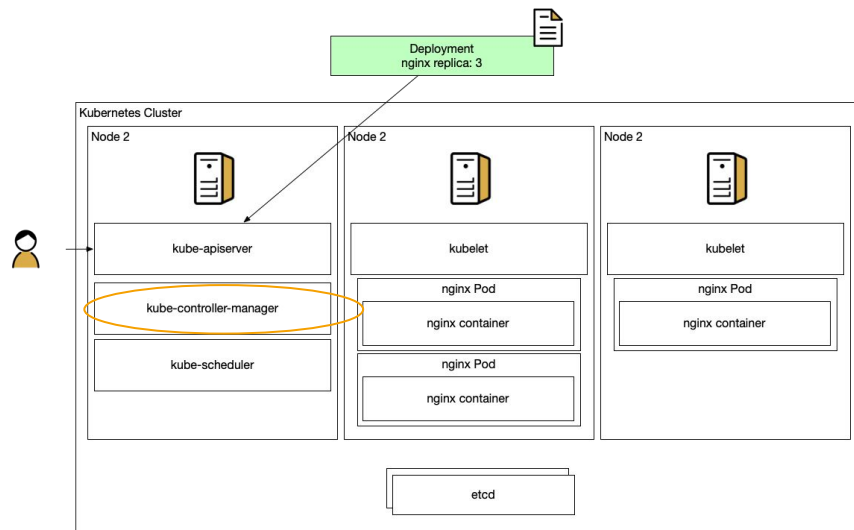 Deployment
nginx replica: 3
Kubernetes Cluster
Node 2
kube-apiserver
kube-controller-manager
kube-scheduler
Node 2
kubelet
nginx Pod
nginx container
nginx Pod
nginx container
Node 2
kubelet
nginx Pod
nginx container
etcd